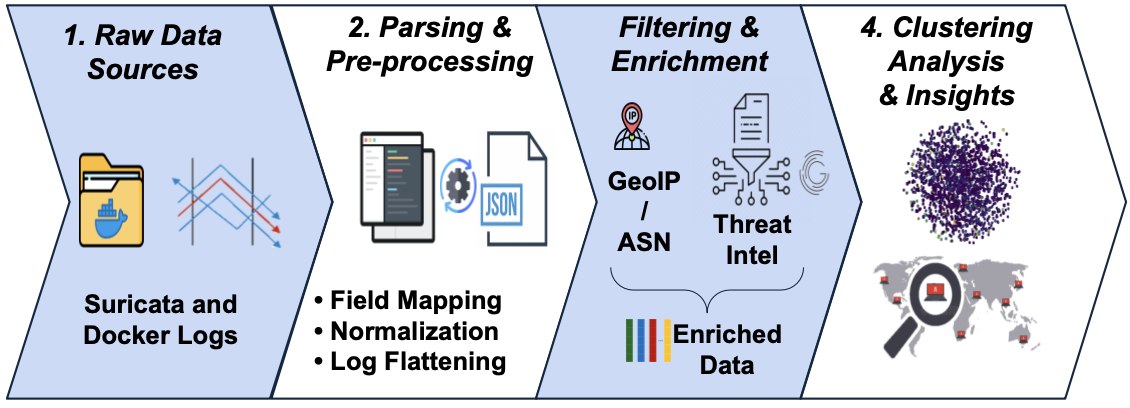 1. Raw Data
Sources
Suricata and
Docker Logs
2. Parsing &
Pre-processing
JSON
• Field Mapping
• Normalization
• Log Flattening
Filtering &
Enrichment
IP
GeoIP
/
ASN
Threat
Intel
Enriched
Data
4. Clustering
Analysis
& Insights